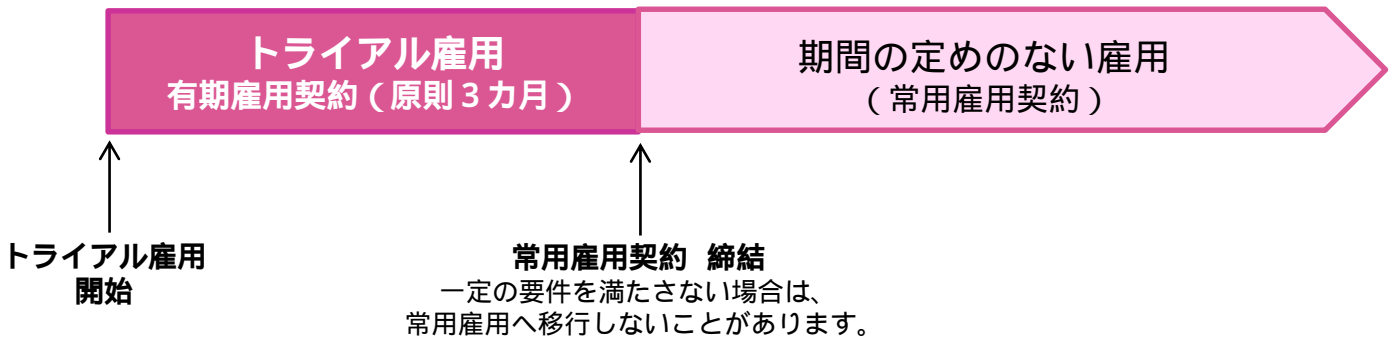 トライアル雇用
有期雇用契約(原則3カ月)
期間の定めのない雇用
(常用雇用契約)
トライアル雇用
開始
常用雇用契約 締結
一定の要件を満たさない場合は、
常用雇用へ移行しないことがあります。